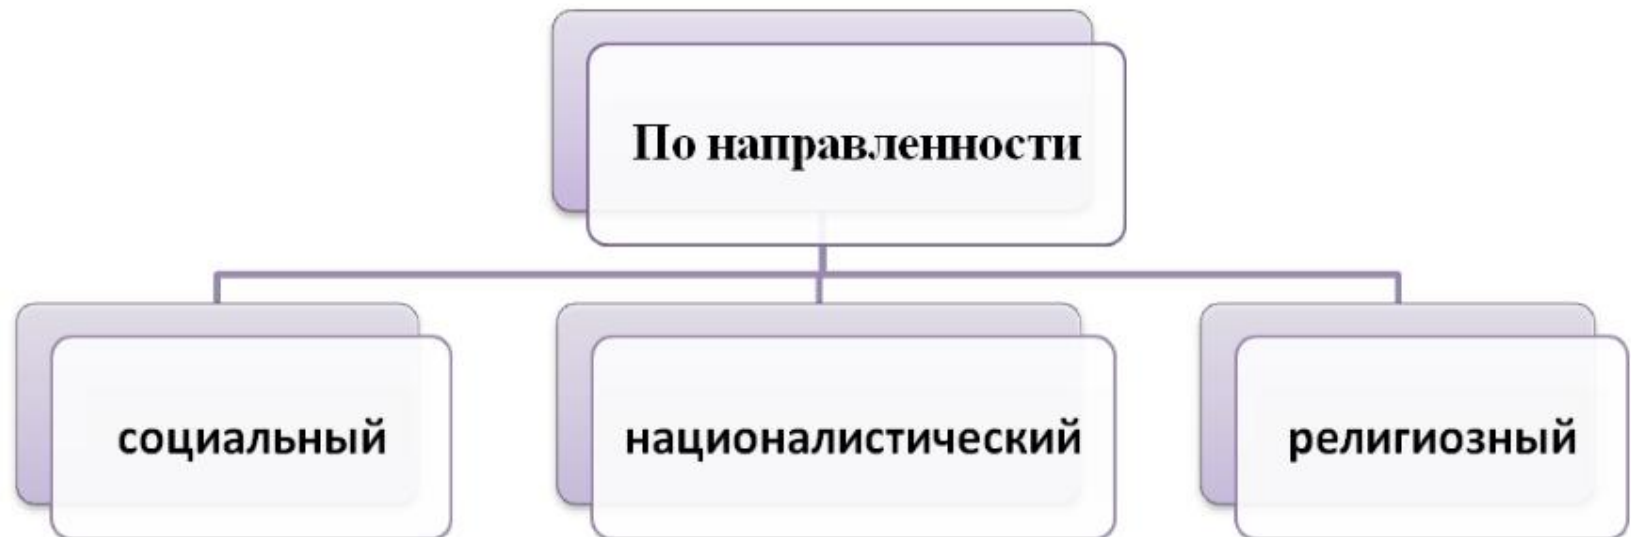 По направленности
социальный
националистический
религиозный